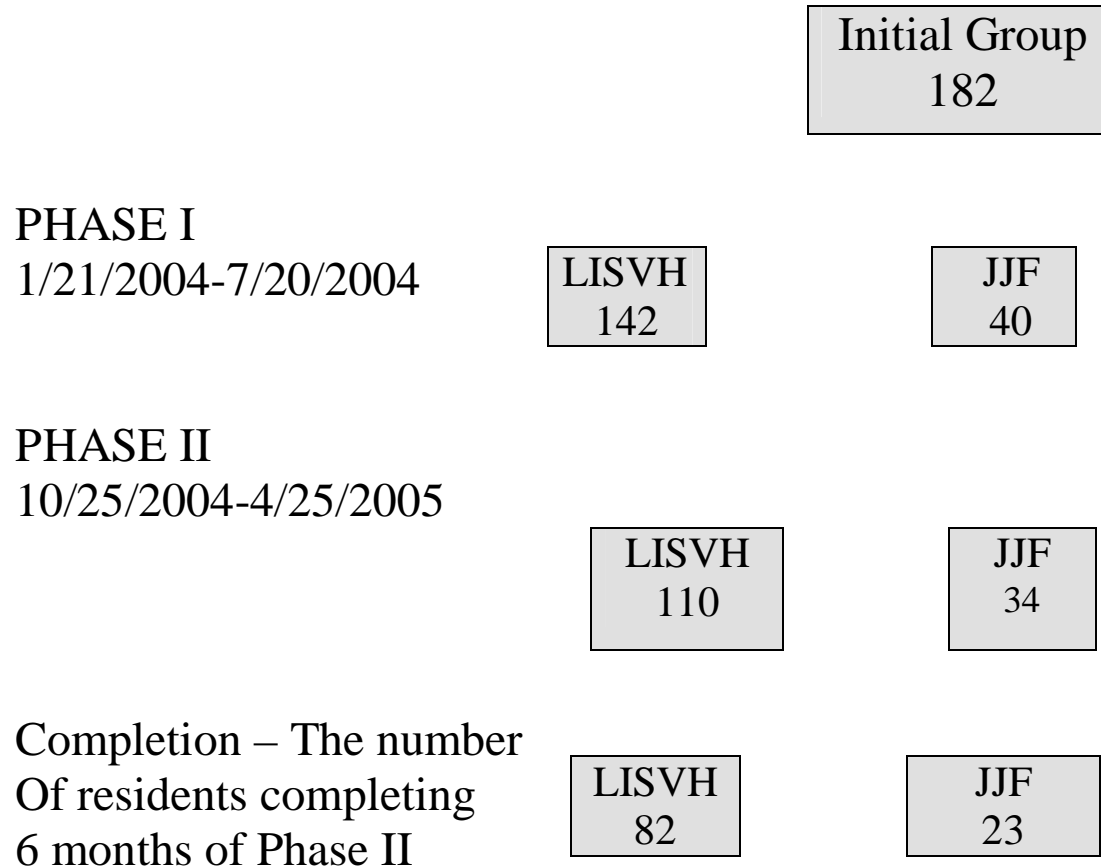 Initial Group
182
PHASE I
1/21/2004-7/20/2004
LISVH
142
JJF
40
PHASE II
10/25/2004-4/25/2005
LISVH
110
JJF
34
Completion – The number
Of residents completing
6 months of Phase II
LISVH
82
JJF
23